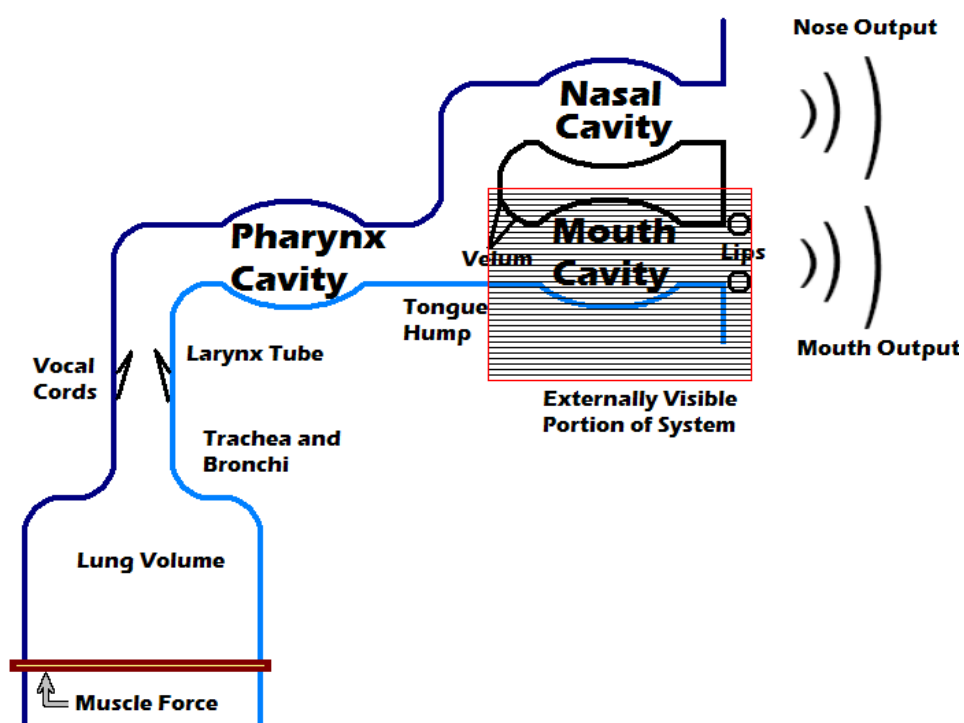 Nose Output
Nasal
Cavity
Pharynx
Cavity
Mouth
Cavity
Velum
Lips
Tongue
Hump
Mouth Output
Vocal
Cords
Larynx Tube
Externally Visible
Portion of System
Trachea and
Bronchi
Lung Volume
Muscle Force